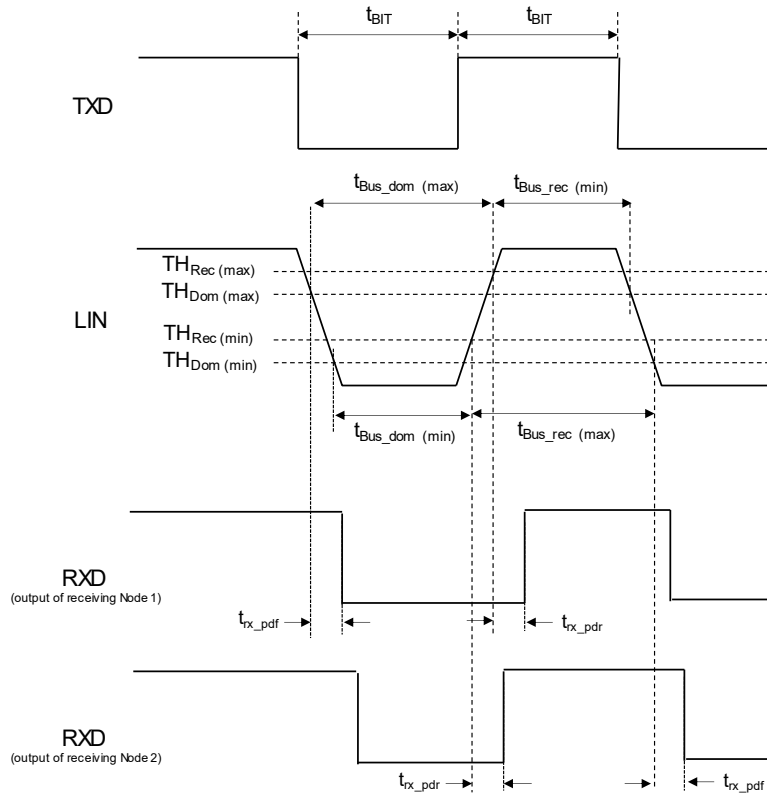 tBIT tBIT
TXD
tBus_dom (max) tBus_rec (min)
THRec (max)
THDom (max)
LIN
THRec (min)
THDom (min)
tBus_dom (min) tBus_rec (max)
RXD
(output of receiving Node 1)
trx_pdf trx_pdr
RXD
(output of receiving Node 2)
trx_pdr trx_pdf